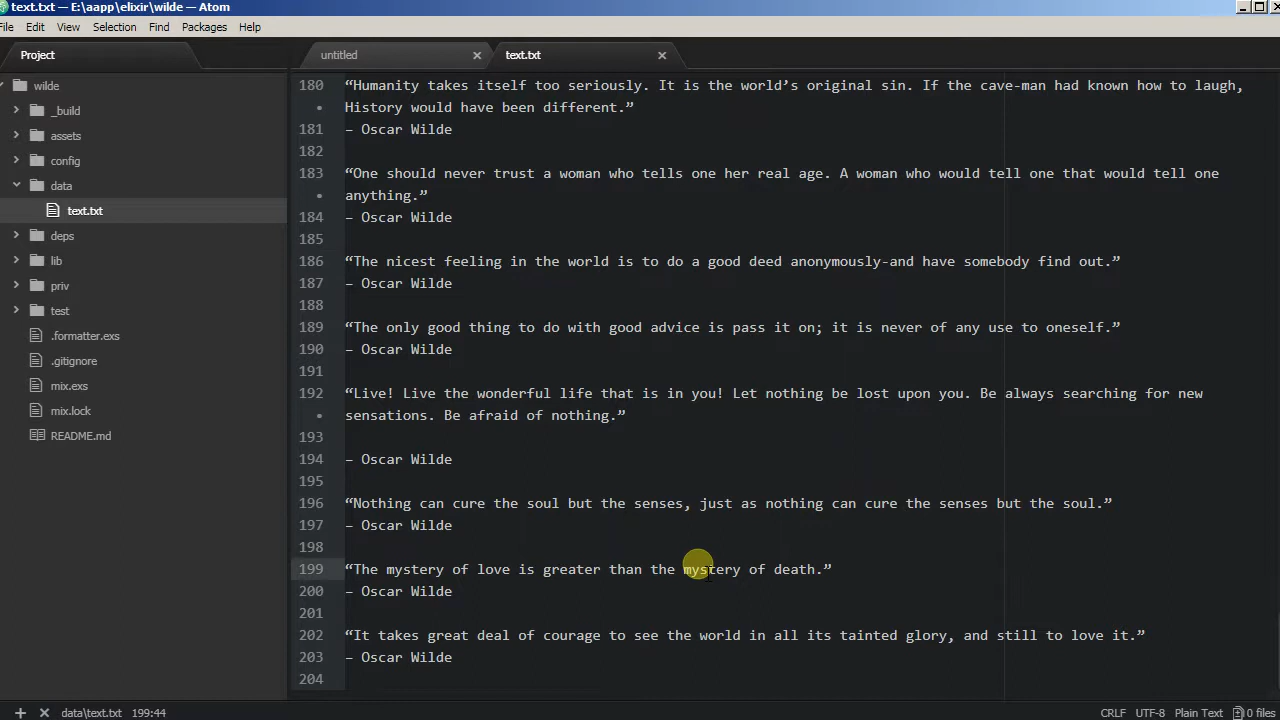 text.txt — E:\aapp\elixir\wilde — Atom
File Edit View Selection Find Packages Help
Project
untitled
text.txt
wilde
_build
assets
config
data
text.txt
deps
lib
priv
test
.formatter.exs
.gitignore
mix.exs
mix.lock
README.md
180 “Humanity takes itself too seriously. It is the world’s original sin. If the cave-man had known how to laugh,
• History would have been different.”
181 — Oscar Wilde
182
183 “One should never trust a woman who tells one her real age. A woman who would tell one that would tell one
• anything.”
184 — Oscar Wilde
185
186 “The nicest feeling in the world is to do a good deed anonymously-and have somebody find out.”
187 — Oscar Wilde
188
189 “The only good thing to do with good advice is pass it on; it is never of any use to oneself.”
190 — Oscar Wilde
191
192 “Live! Live the wonderful life that is in you! Let nothing be lost upon you. Be always searching for new
• sensations. Be afraid of nothing.”
193
194 — Oscar Wilde
195
196 “Nothing can cure the soul but the senses, just as nothing can cure the senses but the soul.”
197 — Oscar Wilde
198
199 “The mystery of love is greater than the mystery of death.”
200 — Oscar Wilde
201
202 “It takes great deal of courage to see the world in all its tainted glory, and still to love it.”
203 — Oscar Wilde
204
data\text.txt 199:44
CRLF UTF-8 Plain Text 0 files